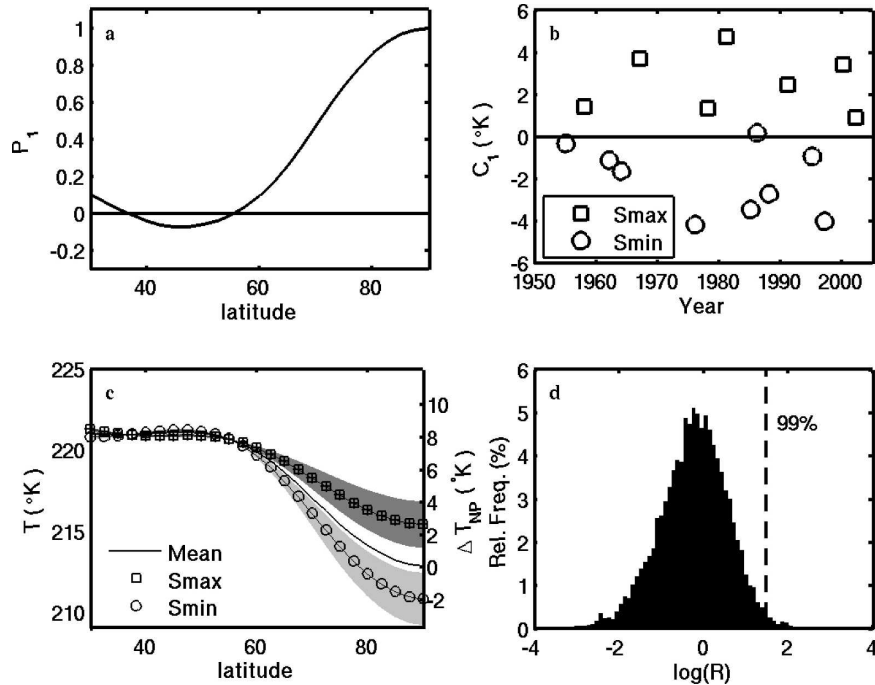 a
1
0.8
0.6
0.4
0.2
0
-0.2
P1
40
60
80
latitude
b
6
4
2
0
-2
-4
-6
C1 (°K)
Smax
Smin
1950
1960
1970
1980
1990
2000
Year
c
225
220
215
210
T (°K)
Mean
Smax
Smin
40
60
80
latitude
10
8
6
4
2
0
-2
Δ TNP (°K)
d
6
5
4
3
2
1
0
Rel. Freq. (%)
99%
-4
-2
0
2
4
log(R)